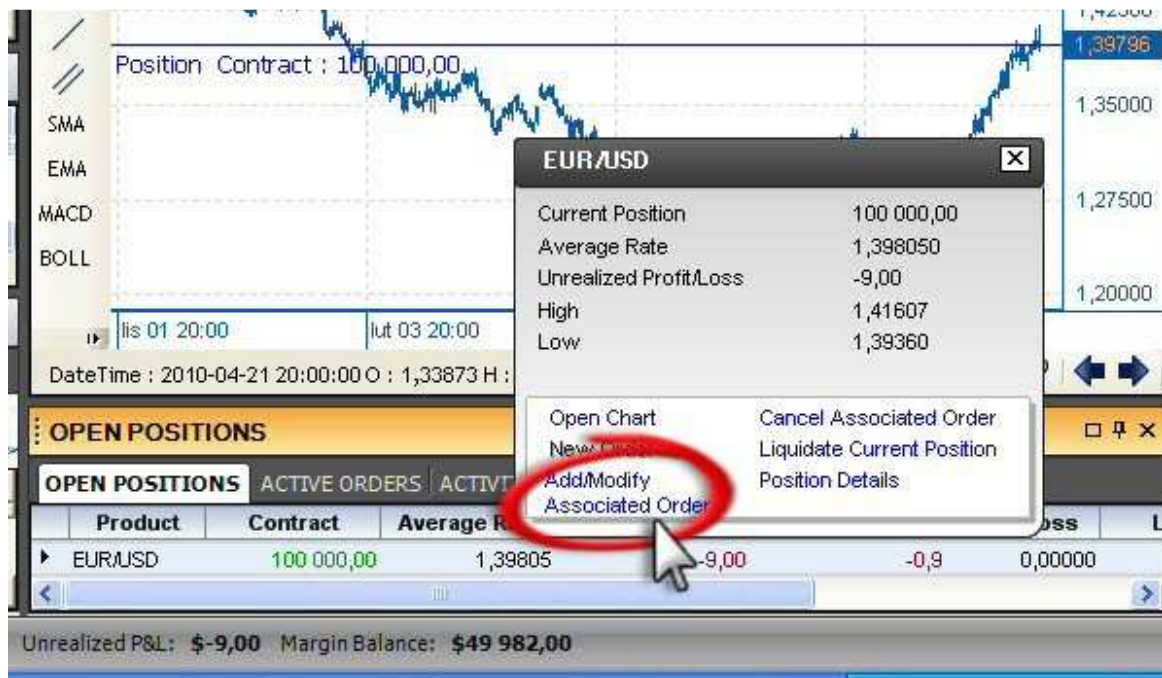 1,42500
1,39796
Position Contract : 100 000,00
1,35000
SMA
EMA
MACD
BOLL
1,27500
1,20000
lis 01 20:00
lut 03 20:00
DateTime : 2010-04-21 20:00:00 O : 1,33873 H :
EUR/USD
Current Position 100 000,00
Average Rate 1,398050
Unrealized Profit/Loss -9,00
High 1,41607
Low 1,39360
Open Chart Cancel Associated Order
New Order Liquidate Current Position
Add/Modify Position Details
Associated Order
OPEN POSITIONS
OPEN POSITIONS ACTIVE ORDERS
Product Contract Average
EUR/USD 100 000,00 1,39805 -9,00 -0,9 0,00000
Unrealized P&L: $-9,00 Margin Balance: $49 982,00